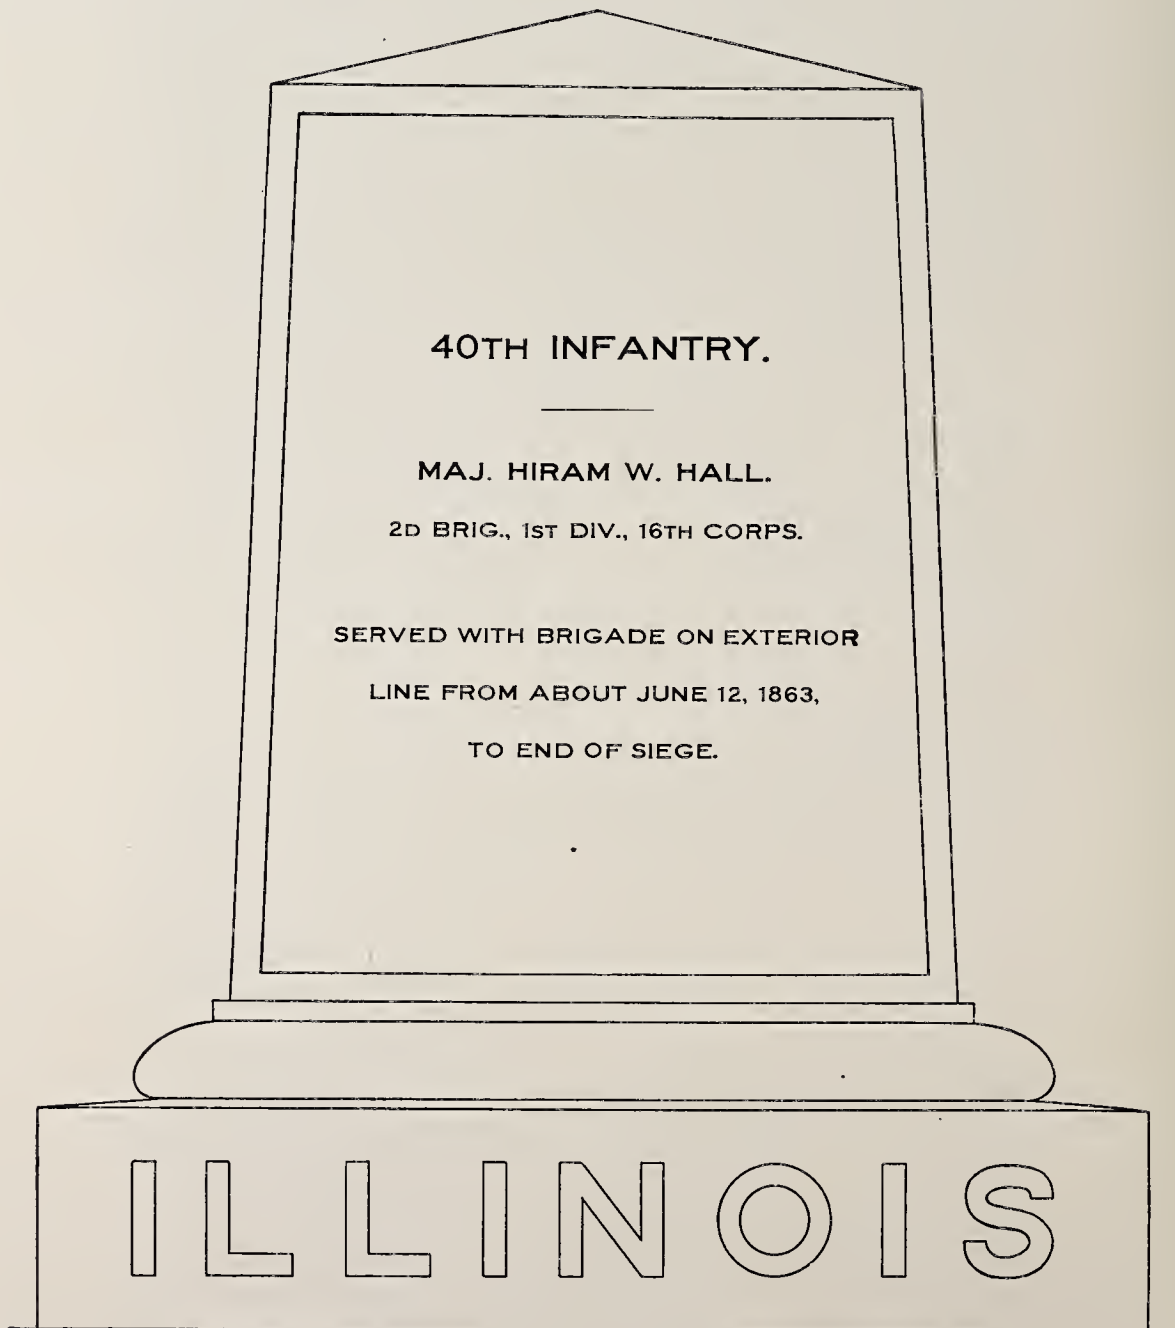 40TH INFANTRY.
MAJ. HIRAM W. HALL.
2D BRIG., 1ST DIV., 16TH CORPS.
SERVED WITH BRIGADE ON EXTERIOR
LINE FROM ABOUT JUNE 12, 1863,
TO END OF SIEGE.
ILLINOIS